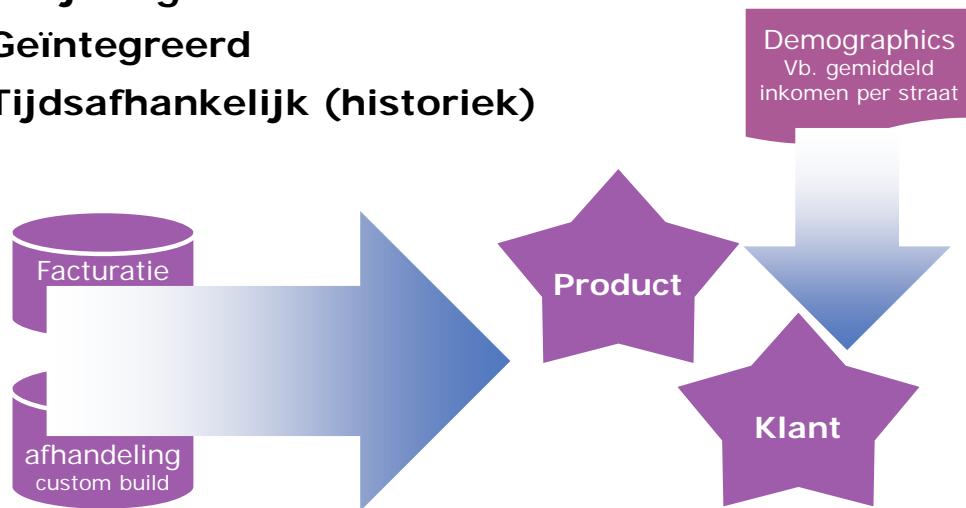 Geïntegreerd
Tijdsafhankelijk (historiek)
Demographics
Vb. gemiddeld
inkomen per straat
Facturatie
Product
Klant
afhandeling
custom build